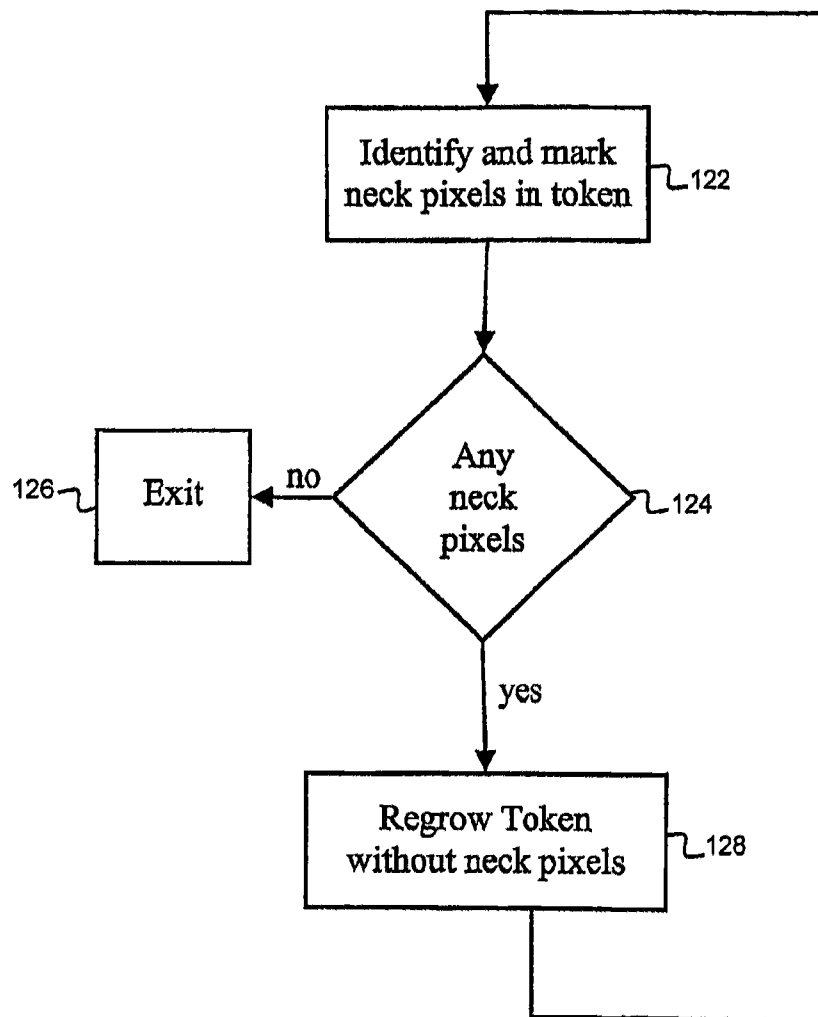 Identify and mark
neck pixels in token
122
Any
neck
pixels
124
no
Exit
126
yes
Regrow Token
without neck pixels
128